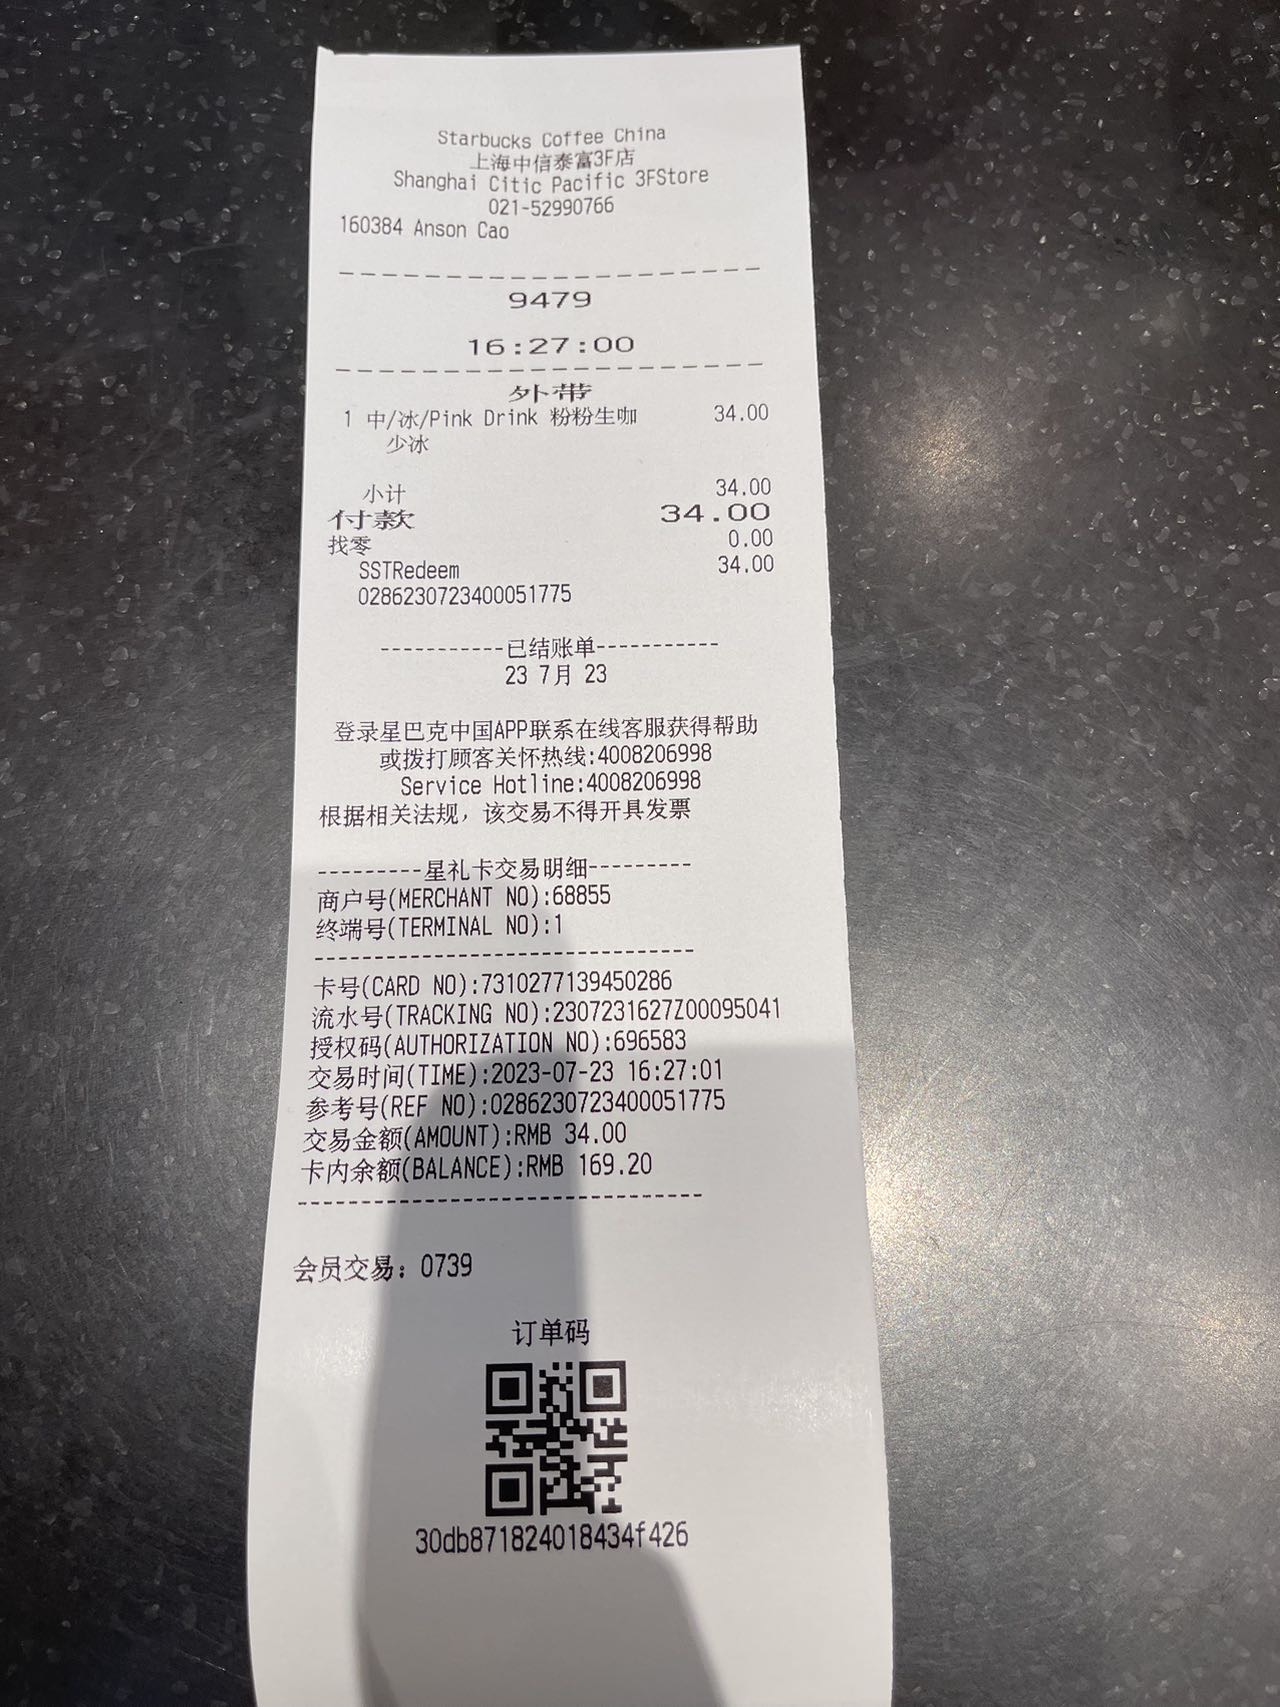 Starbucks Coffee China
上海中信泰富3F店
Shanghai Citic Pacific 3FStore
021-52990766
160384 Anson Cao
--------------------
9479
16:27:00
--------------------
外带
1 中/冰/Pink Drink 粉粉生咖 34.00
少冰
小计 34.00
付款 34.00
找零 0.00
SSTRedeem 34.00
0286230723400051775
-----------已结账单-----------
23 7月 23
登录星巴克中国APP联系在线客服获得帮助
或拨打顾客关怀热线:4008206998
Service Hotline:4008206998
根据相关法规，该交易不得开具发票
---------星礼卡交易明细---------
商户号(MERCHANT NO):68855
终端号(TERMINAL NO):1
--------------------------------
卡号(CARD NO):7310277139450286
流水号(TRACKING NO):2307231627Z00095041
授权码(AUTHORIZATION NO):696583
交易时间(TIME):2023-07-23 16:27:01
参考号(REF NO):0286230723400051775
交易金额(AMOUNT):RMB 34.00
卡内余额(BALANCE):RMB 169.20
--------------------------------
会员交易：0739
订单码
30db871824018434f426